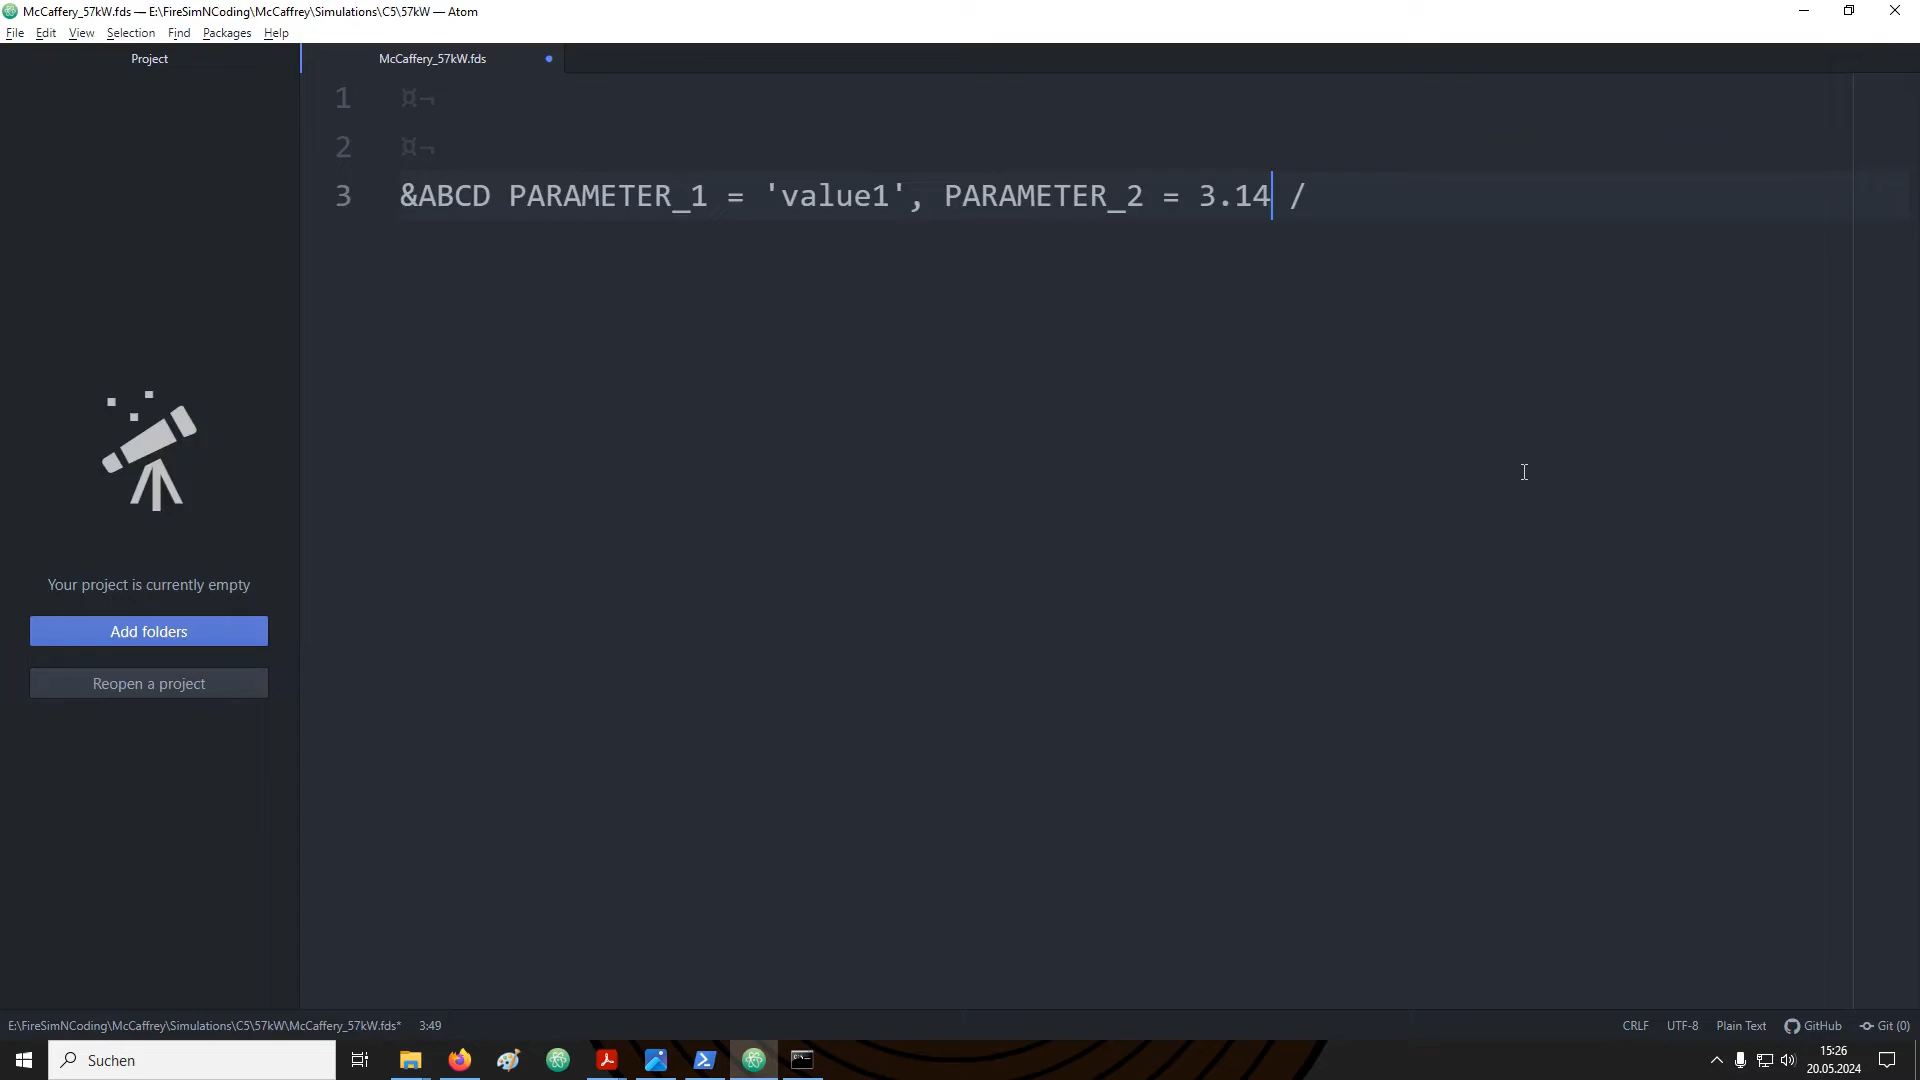 McCaffery_57kW.fds — E:\FireSimNCoding\McCaffrey\Simulations\C5\57kW — Atom
File Edit View Selection Find Packages Help
Project
McCaffery_57kW.fds
1 ¤¬
2 ¤¬
3 &ABCD PARAMETER_1 = 'value1', PARAMETER_2 = 3.14 /
Your project is currently empty
Add folders
Reopen a project
E:\FireSimNCoding\McCaffrey\Simulations\C5\57kW\McCaffery_57kW.fds* 3:49 CRLF UTF-8 Plain Text GitHub Git (0)
Suchen
15:26
20.05.2024